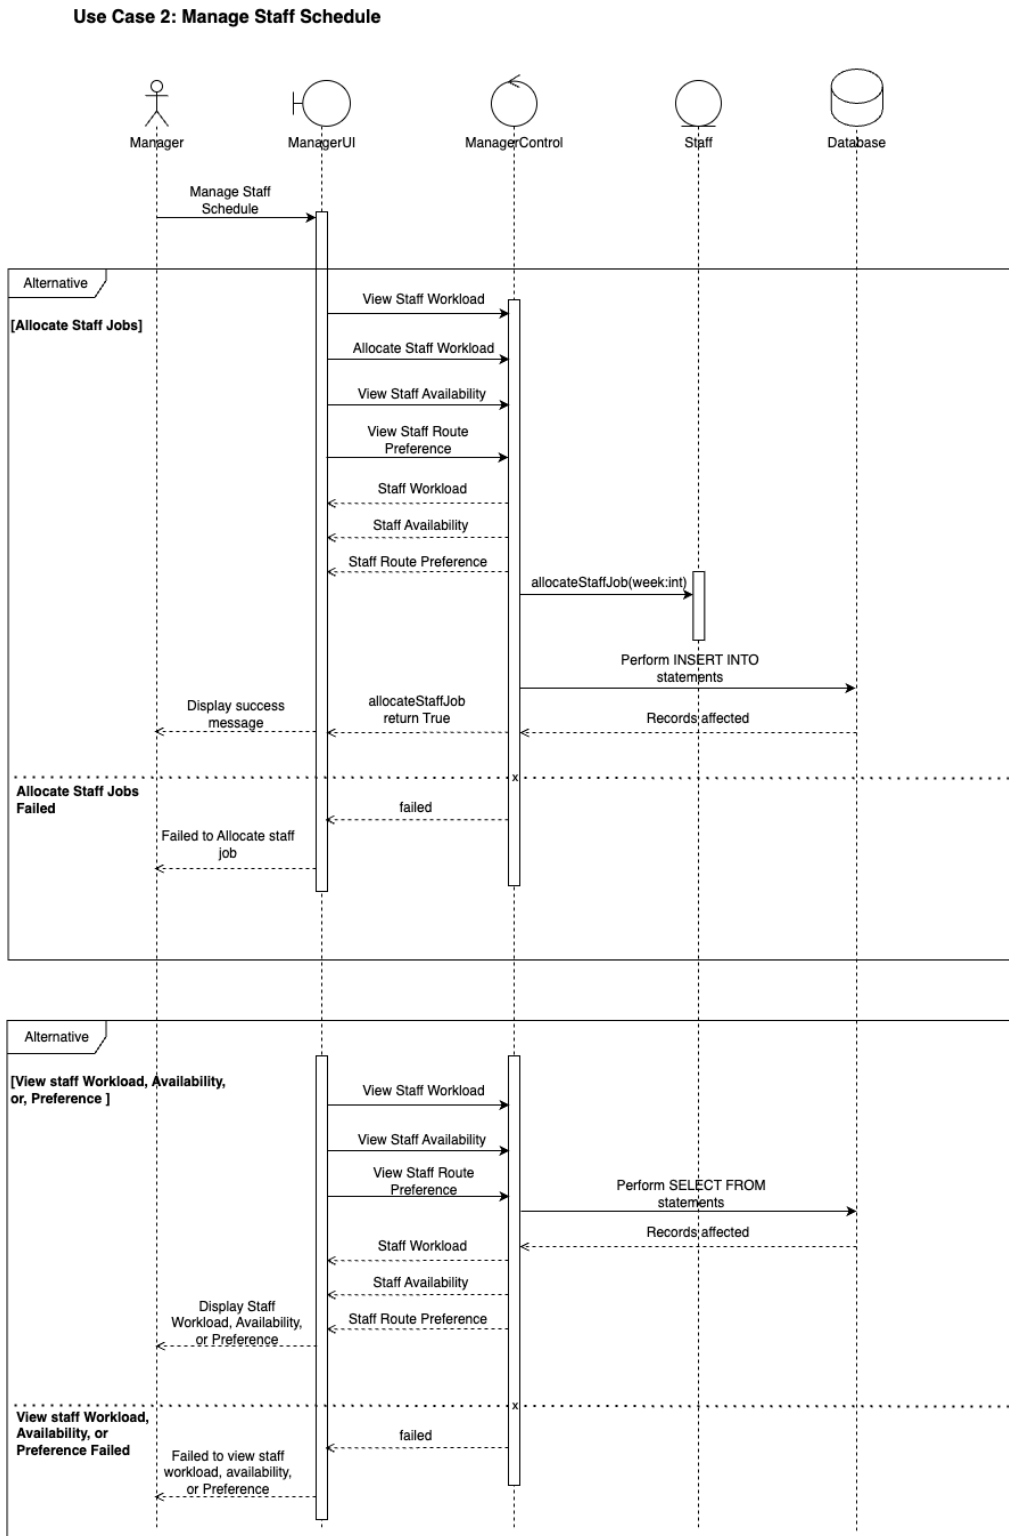 Use Case 2: Manage Staff Schedule
Manager
ManagerUI
ManagerControl
Staff
Database
Manage Staff
Schedule
Alternative
[Allocate Staff Jobs]
View Staff Workload
Allocate Staff Workload
View Staff Availability
View Staff Route
Preference
Staff Workload
Staff Availability
Staff Route Preference
allocateStaffJob(week:int)
Perform INSERT INTO
statements
Display success
message
allocateStaffJob
return True
Records affected
x
Allocate Staff Jobs
Failed
failed
Failed to Allocate staff
job
Alternative
[View staff Workload, Availability,
or, Preference ]
View Staff Workload
View Staff Availability
View Staff Route
Preference
Perform SELECT FROM
statements
Records affected
Staff Workload
Staff Availability
Staff Route Preference
Display Staff
Workload, Availability,
or Preference
x
View staff Workload,
Availability, or
Preference Failed
failed
Failed to view staff
workload, availability,
or Preference